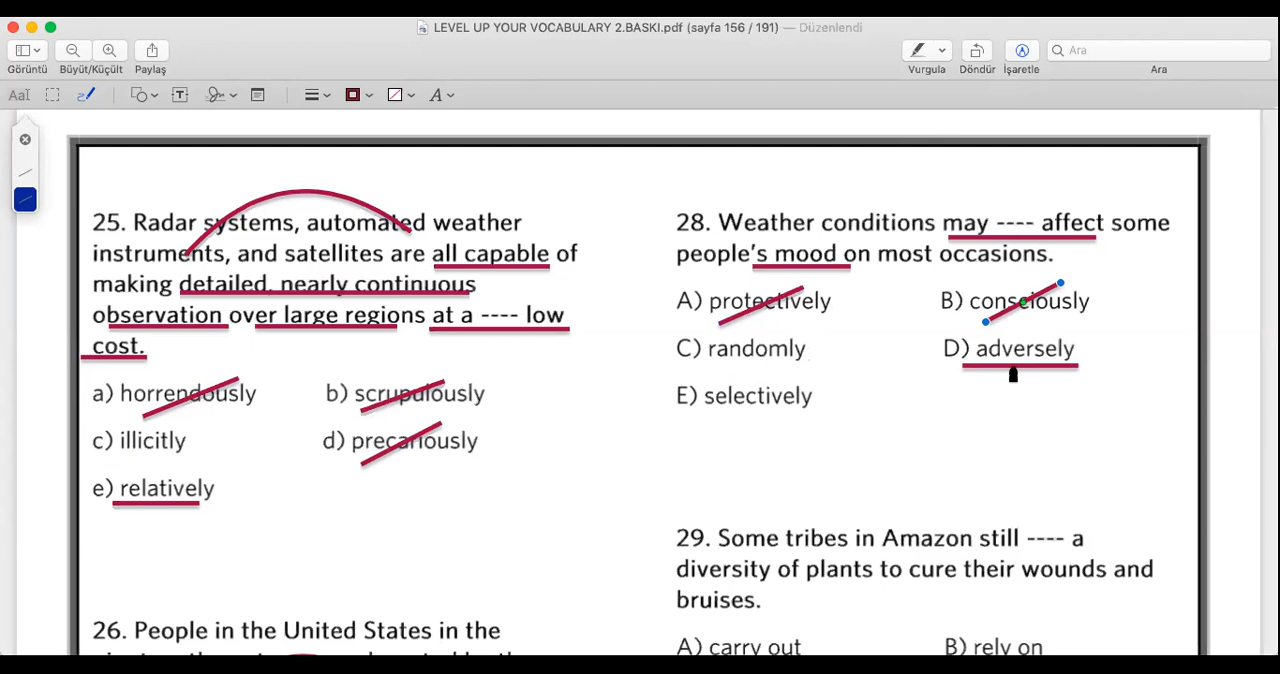 LEVEL UP YOUR VOCABULARY 2.BASKI.pdf (sayfa 156 / 191) — Düzenlendi
Ara
Görüntü Büyüt/Küçült Paylaş Vurgula Döndür İşaretle Ara
AaI T A
25. Radar systems, automated weather
instruments, and satellites are all capable of
making detailed, nearly continuous
observation over large regions at a ---- low
cost.
a) horrendously b) scrupulously
c) illicitly d) precariously
e) relatively
26. People in the United States in the
28. Weather conditions may ---- affect some
people's mood on most occasions.
A) protectively B) consciously
C) randomly D) adversely
E) selectively
29. Some tribes in Amazon still ---- a
diversity of plants to cure their wounds and
bruises.
A) carry out B) rely on